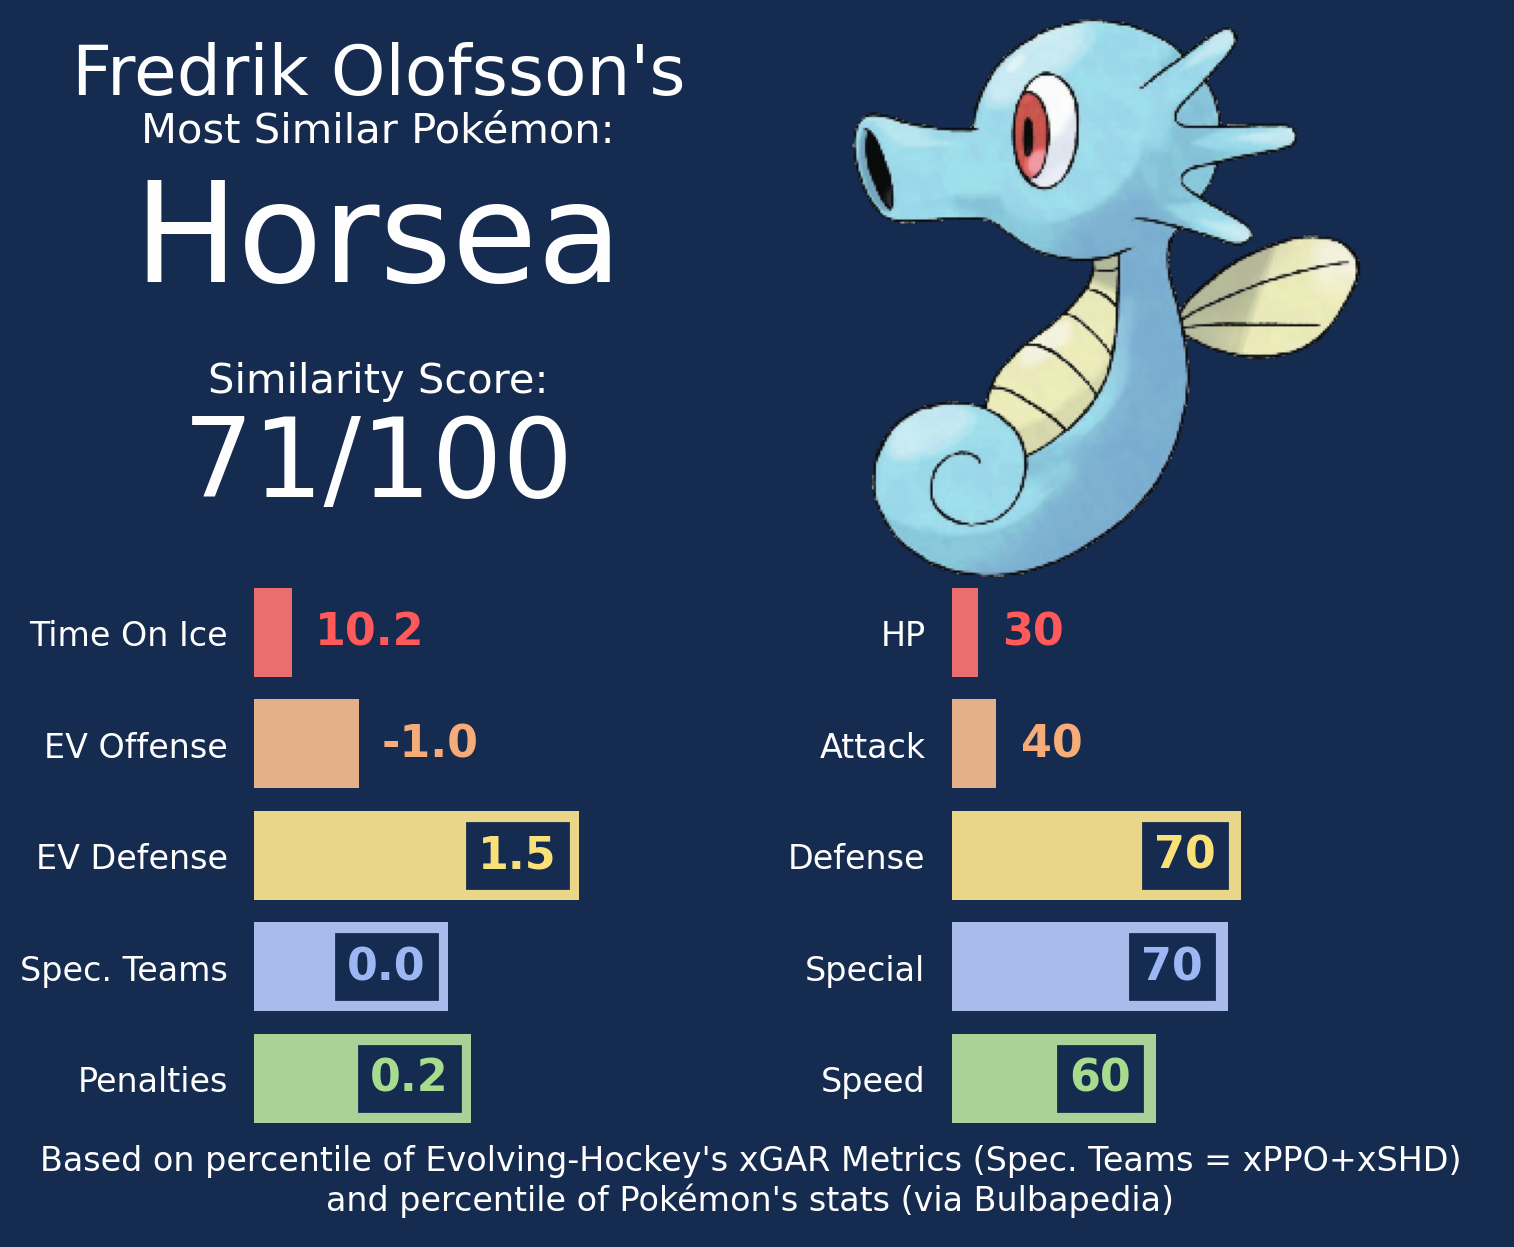 Fredrik Olofsson's
Most Similar Pokémon:
Horsea
Similarity Score:
71/100
Time On Ice 10.2
EV Offense -1.0
EV Defense 1.5
Spec. Teams 0.0
Penalties 0.2
HP 30
Attack 40
Defense 70
Special 70
Speed 60
Based on percentile of Evolving-Hockey's xGAR Metrics (Spec. Teams = xPPO+xSHD)
and percentile of Pokémon's stats (via Bulbapedia)